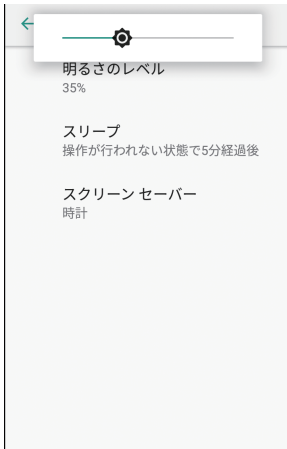 明るさのレベル
35%
スリープ
操作が行われない状態で5分経過後
スクリーン セーバー
時計